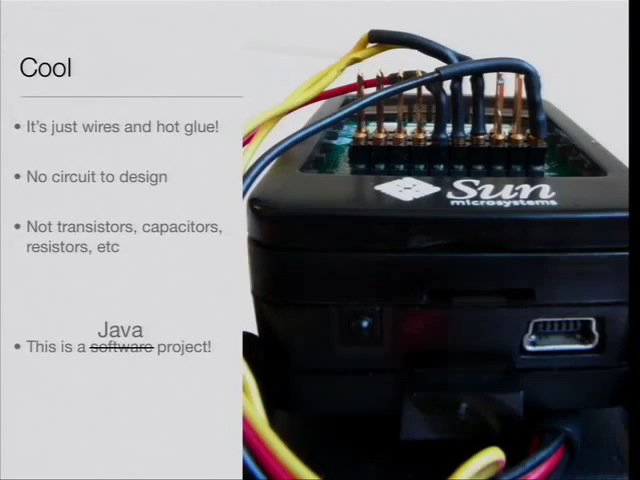 Cool
• It's just wires and hot glue!
• No circuit to design
• Not transistors, capacitors,
resistors, etc
Java
• This is a software project!
Sun
microsystems